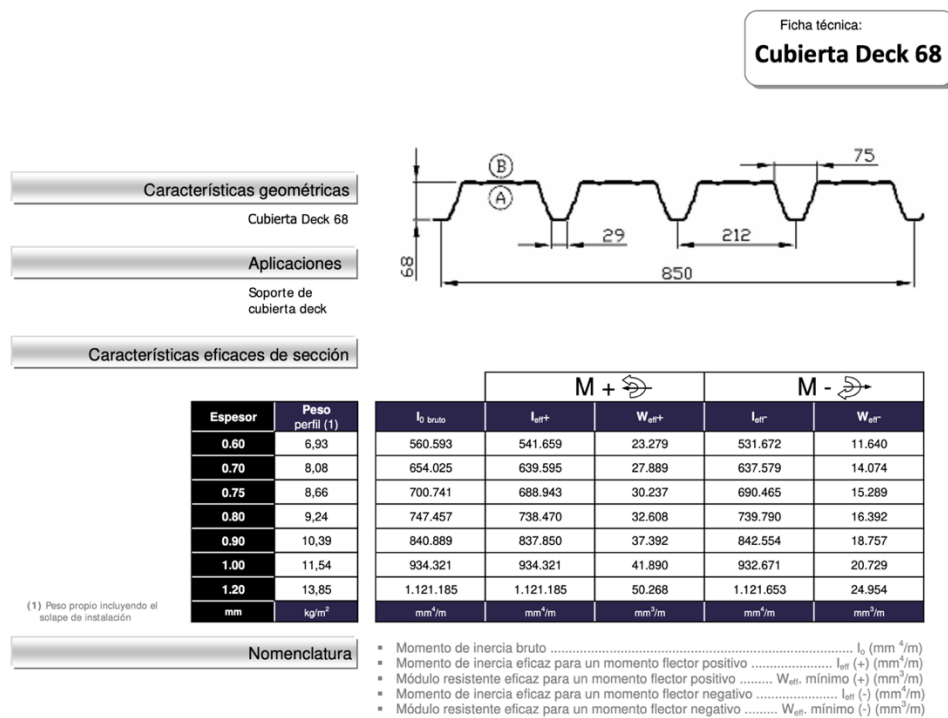 Ficha técnica:
Cubierta Deck 68
Características geométricas
Cubierta Deck 68
Aplicaciones
Soporte de
cubierta deck
B
A
75
29
212
68
850
Características eficaces de sección
M + M -
Espesor Peso perfil (1) I₀ bruto Ieff+ Weff+ Ieff- Weff-
0.60 6,93 560.593 541.659 23.279 531.672 11.640
0.70 8,08 654.025 639.595 27.889 637.579 14.074
0.75 8,66 700.741 688.943 30.237 690.465 15.289
0.80 9,24 747.457 738.470 32.608 739.790 16.392
0.90 10,39 840.889 837.850 37.392 842.554 18.757
1.00 11,54 934.321 934.321 41.890 932.671 20.729
1.20 13,85 1.121.185 1.121.185 50.268 1.121.653 24.954
mm kg/m² mm⁴/m mm⁴/m mm³/m mm⁴/m mm³/m
(1) Peso propio incluyendo el
solape de instalación
Nomenclatura
▪ Momento de inercia bruto ................................................ I₀ (mm ⁴/m)
▪ Momento de inercia eficaz para un momento flector positivo .................. Ieff (+) (mm⁴/m)
▪ Módulo resistente eficaz para un momento flector positivo ......... Weff. mínimo (+) (mm³/m)
▪ Momento de inercia eficaz para un momento flector negativo .................. Ieff (-) (mm⁴/m)
▪ Módulo resistente eficaz para un momento flector negativo ......... Weff. mínimo (-) (mm³/m)